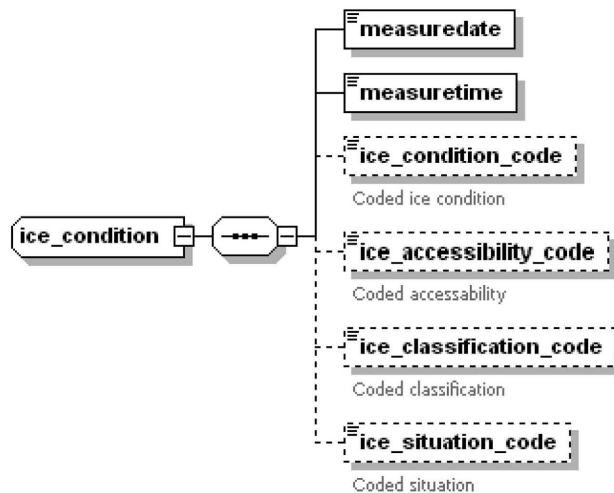 measuredate
measuretime
ice_condition_code
Coded ice condition
ice_condition
ice_accessibility_code
Coded accessability
ice_classification_code
Coded classification
ice_situation_code
Coded situation